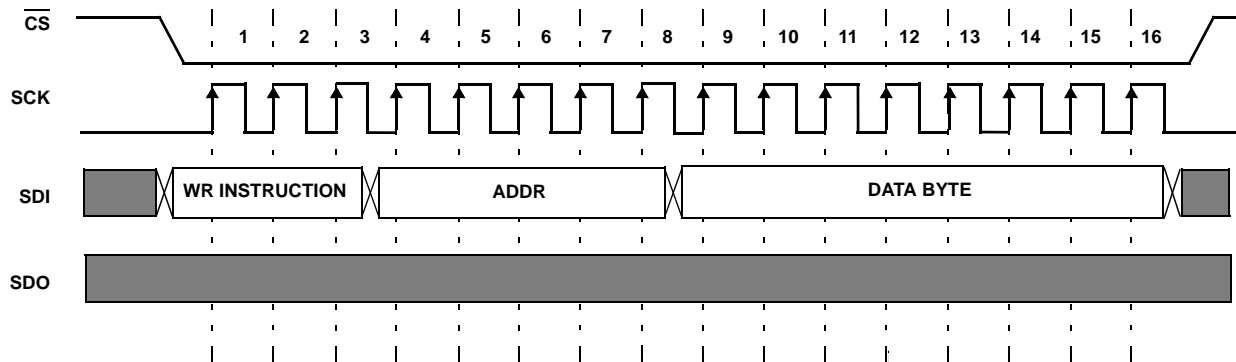 CS
1 2 3 4 5 6 7 8 9 10 11 12 13 14 15 16
SCK
SDI
WR INSTRUCTION ADDR DATA BYTE
SDO